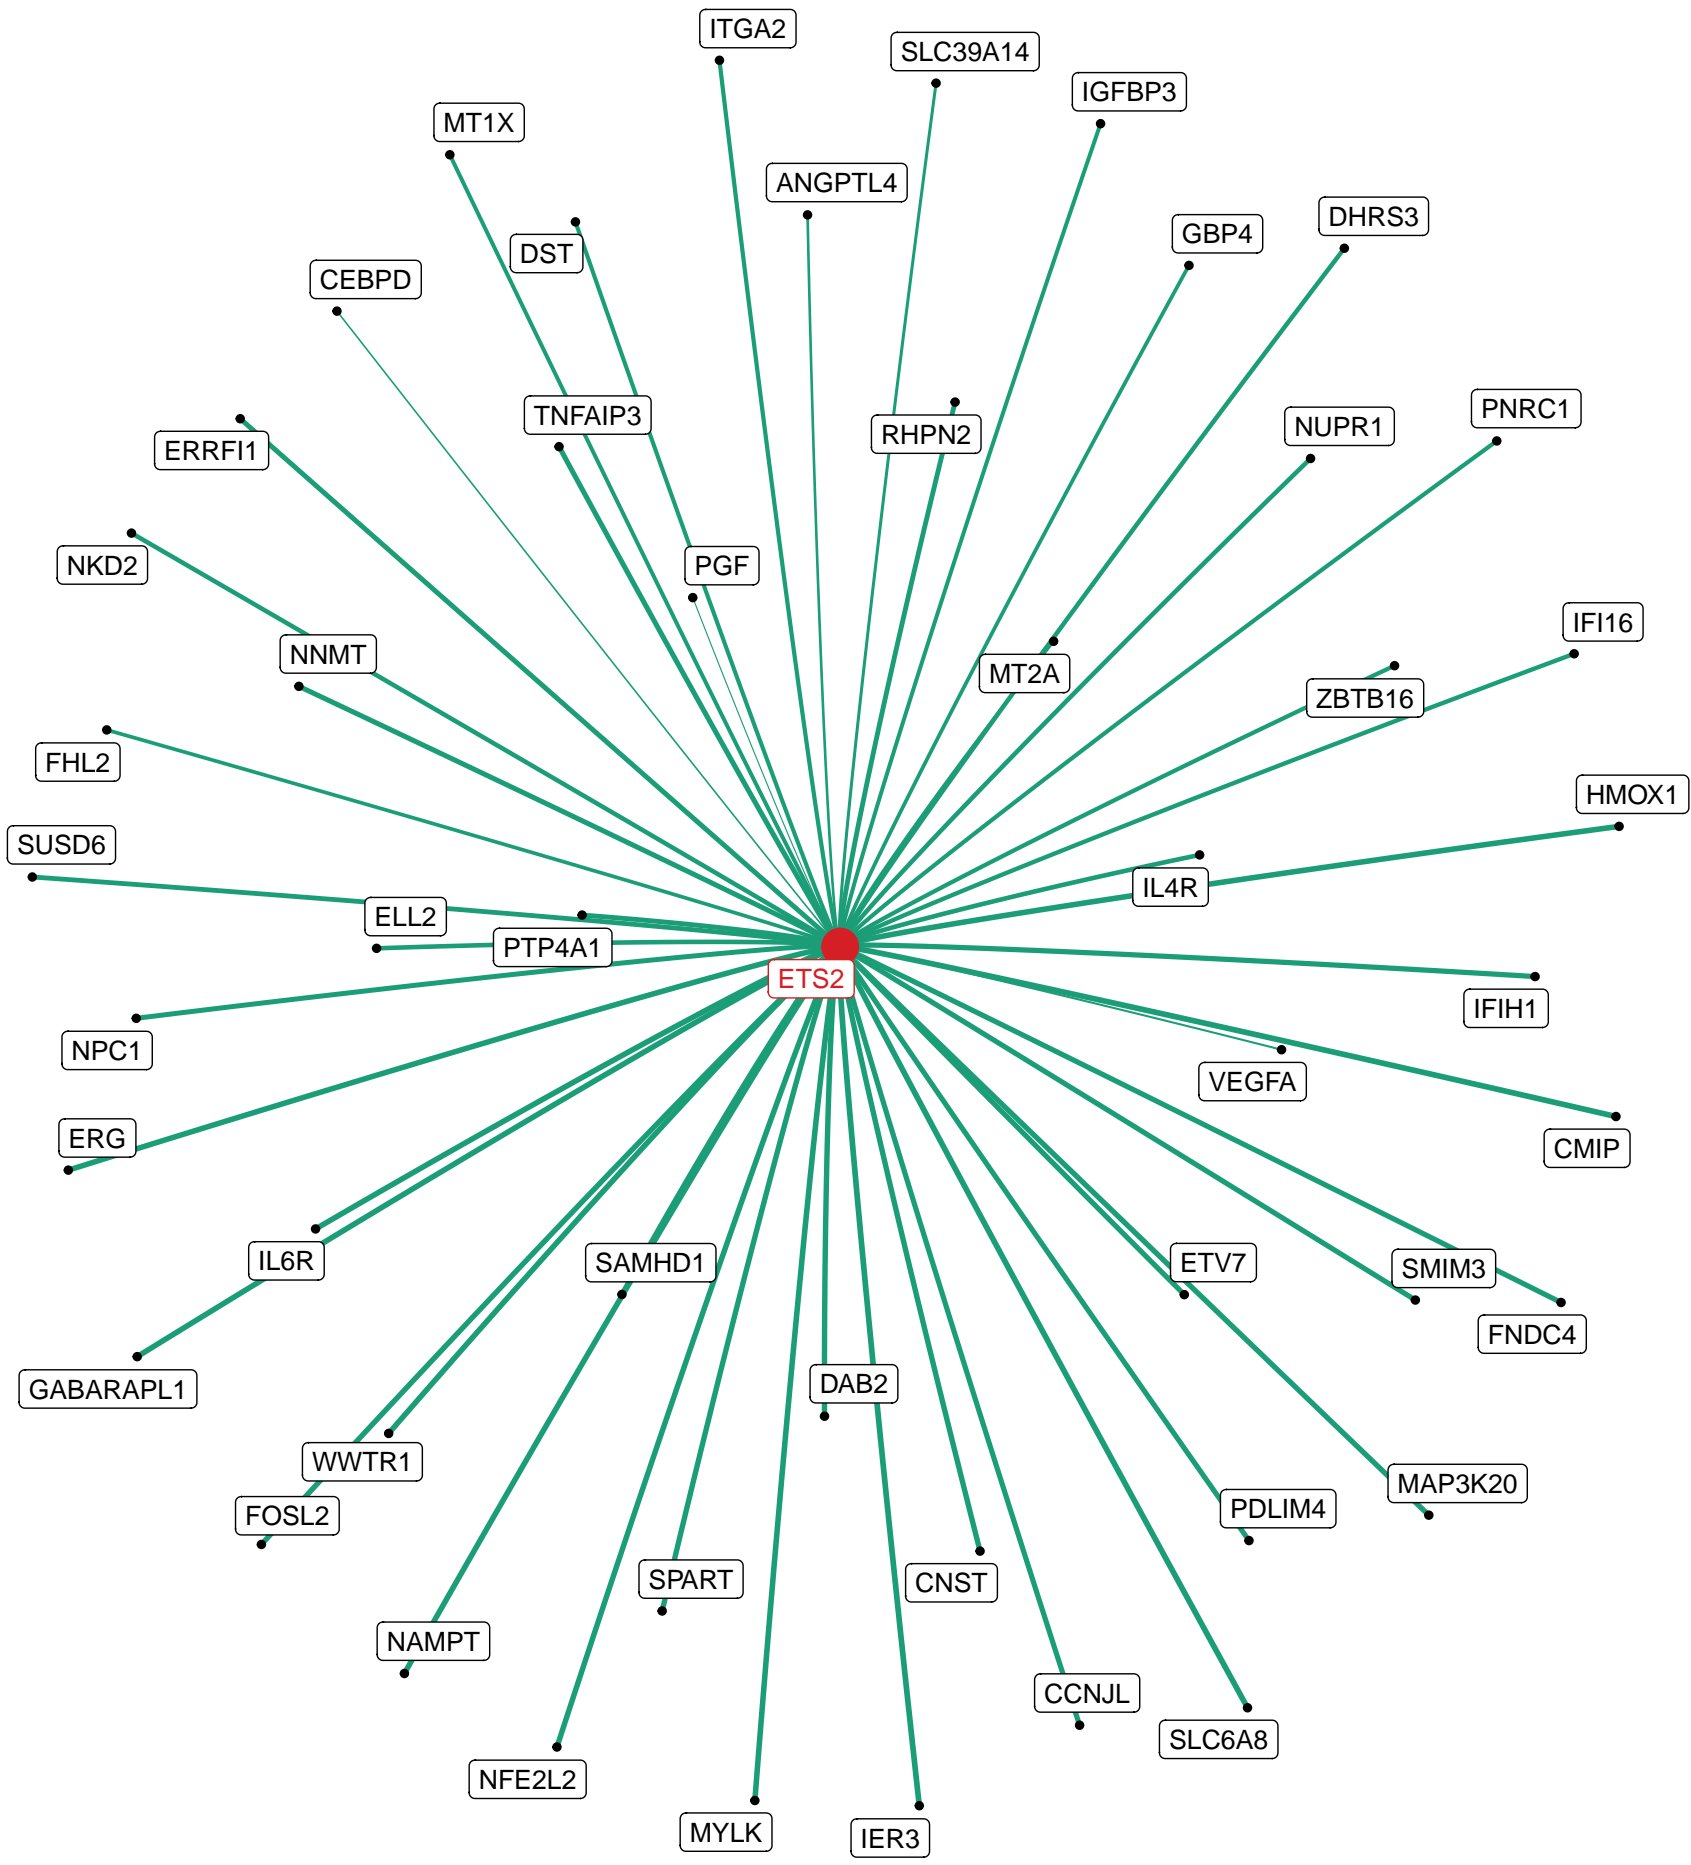 ITGA2
SLC39A14
IGFBP3
MT1X
ANGPTL4
DHRS3
GBP4
DST
CEBPD
PNRC1
TNFAIP3
NUPR1
RHPN2
ERRFI1
NKD2
PGF
IFI16
NNMT
MT2A
ZBTB16
FHL2
HMOX1
SUSD6
IL4R
ELL2
PTP4A1
ETS2
IFIH1
NPC1
VEGFA
ERG
CMIP
IL6R
SAMHD1
ETV7
SMIM3
FNDC4
DAB2
GABARAPL1
WWTR1
MAP3K20
PDLIM4
FOSL2
SPART
CNST
NAMPT
CCNJL
SLC6A8
NFE2L2
MYLK
IER3